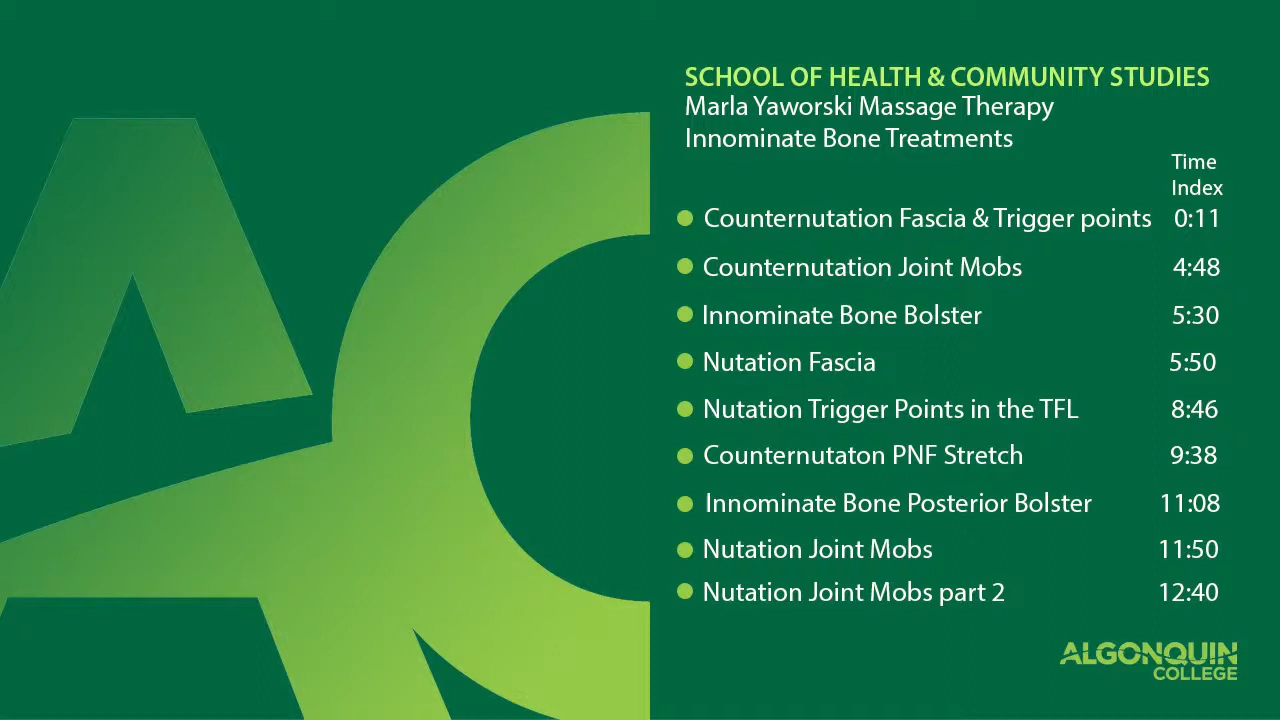 SCHOOL OF HEALTH & COMMUNITY STUDIES
Marla Yaworski Massage Therapy
Innominate Bone Treatments
Time
Index
Counternutation Fascia & Trigger points 0:11
Counternutation Joint Mobs 4:48
Innominate Bone Bolster 5:30
Nutation Fascia 5:50
Nutation Trigger Points in the TFL 8:46
Counternutaton PNF Stretch 9:38
Innominate Bone Posterior Bolster 11:08
Nutation Joint Mobs 11:50
Nutation Joint Mobs part 2 12:40
ALGONQUIN
COLLEGE